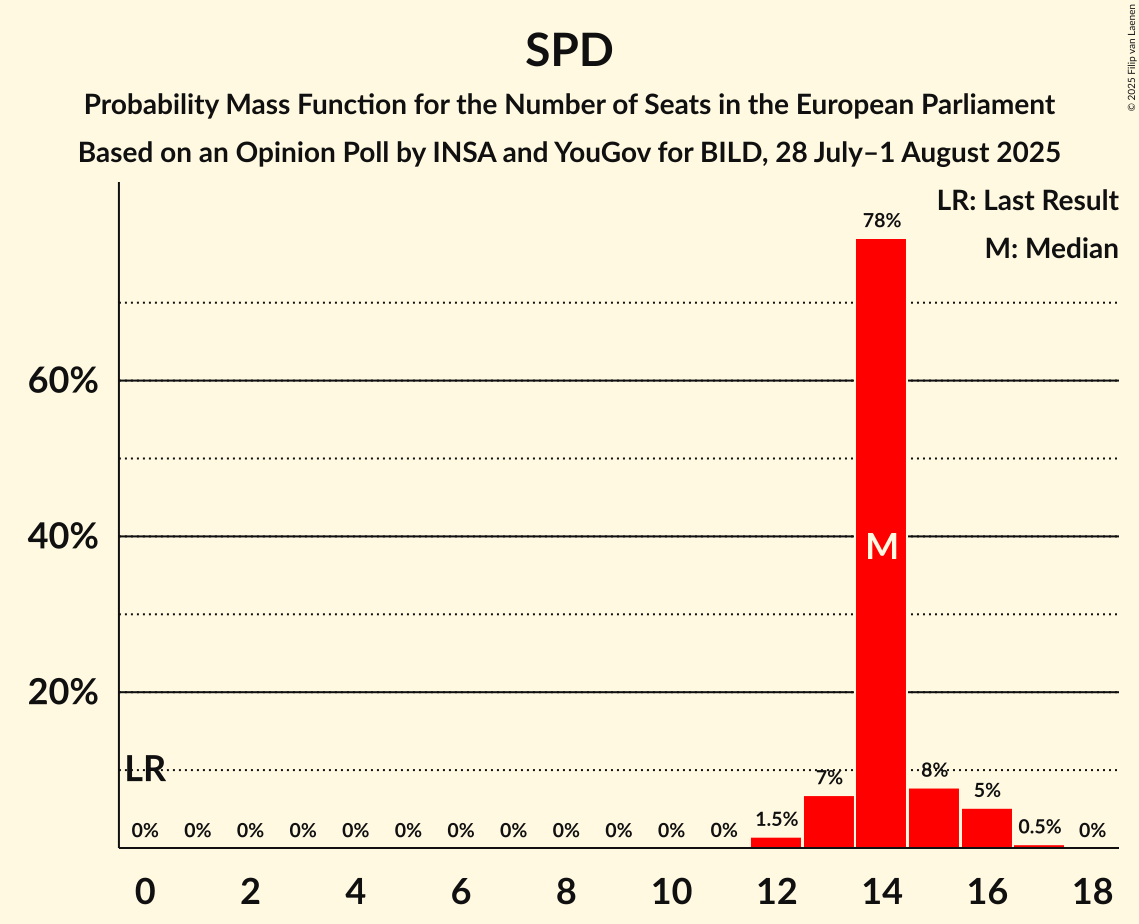 SPD
Probability Mass Function for the Number of Seats in the European Parliament
Based on an Opinion Poll by INSA and YouGov for BILD, 28 July–1 August 2025
© 2025 Filip van Laenen
LR: Last Result
M: Median
78%
60%
40%
M
20%
LR
0% 0% 0% 0% 0% 0% 0% 0% 0% 0% 0% 0% 1.5% 7% 8% 5% 0.5% 0%
0 2 4 6 8 10 12 14 16 18